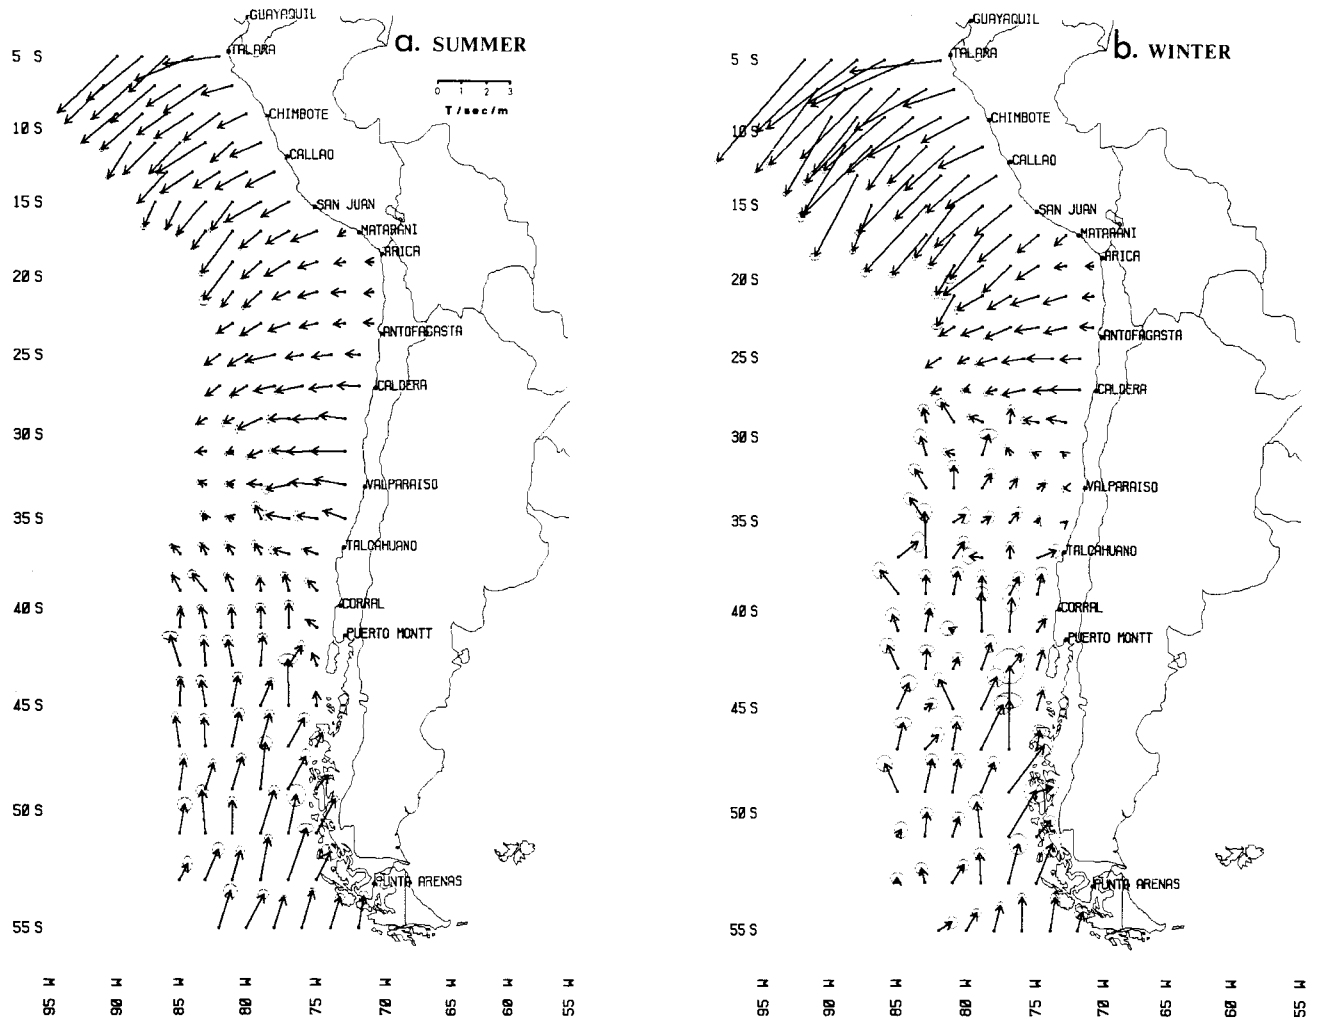 a. SUMMER
GUAYAQUIL
TALARA
CHIMBOTE
CALLAO
SAN JUAN
MATARANI
ARICA
ANTOFAGASTA
CALDERA
VALPARAISO
TALCAHUANO
CORRAL
PUERTO MONTT
PUNTA ARENAS
0 1 2 3
T/sec/m
5 S
10 S
15 S
20 S
25 S
30 S
35 S
40 S
45 S
50 S
55 S
95 W
90 W
85 W
80 W
75 W
70 W
65 W
60 W
55 W
b. WINTER
GUAYAQUIL
TALARA
CHIMBOTE
CALLAO
SAN JUAN
MATARANI
ARICA
ANTOFAGASTA
CALDERA
VALPARAISO
TALCAHUANO
CORRAL
PUERTO MONTT
PUNTA ARENAS
5 S
10 S
15 S
20 S
25 S
30 S
35 S
40 S
45 S
50 S
55 S
95 W
90 W
85 W
80 W
75 W
70 W
65 W
60 W
55 W